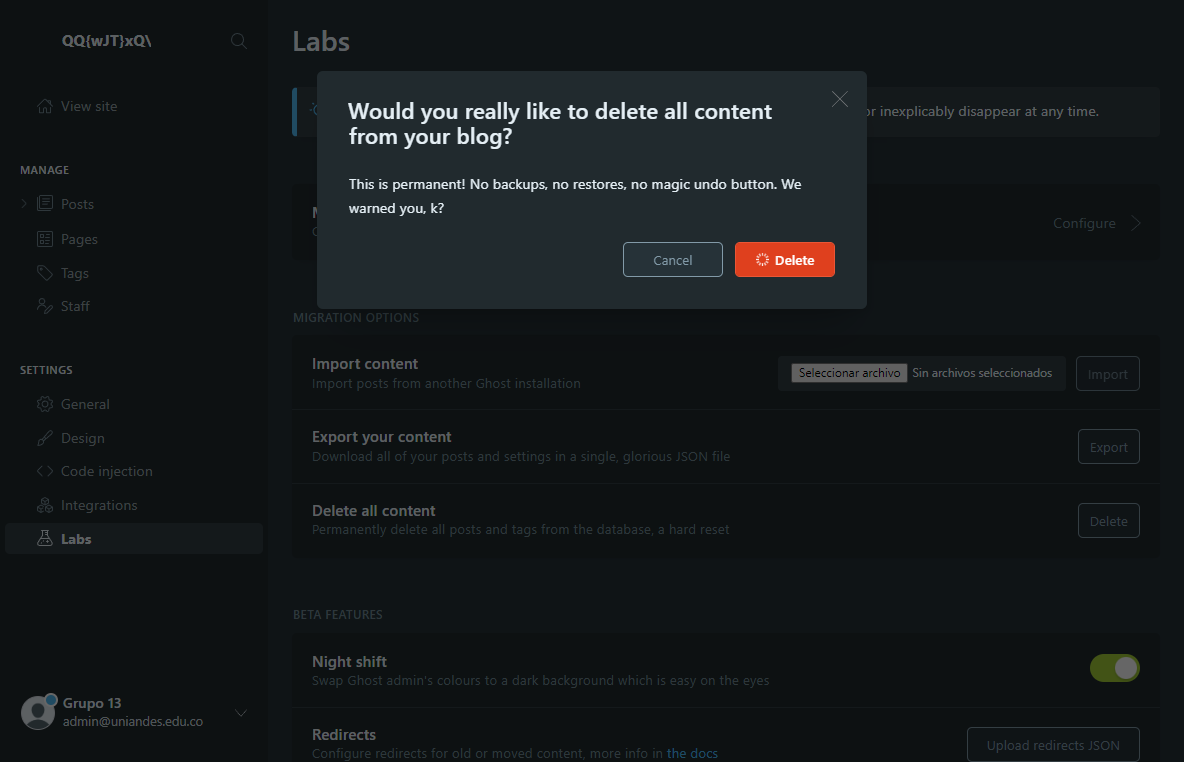 QQ{wJT}xQ\
View site
MANAGE
Posts
Pages
Tags
Staff
SETTINGS
General
Design
Code injection
Integrations
Labs
Grupo 13
admin@uniandes.edu.co
Labs
or inexplicably disappear at any time.
Configure
Would you really like to delete all content
from your blog?
This is permanent! No backups, no restores, no magic undo button. We
warned you, k?
Cancel
Delete
MIGRATION OPTIONS
Import content
Import posts from another Ghost installation
Seleccionar archivo Sin archivos seleccionados
Import
Export your content
Download all of your posts and settings in a single, glorious JSON file
Export
Delete all content
Permanently delete all posts and tags from the database, a hard reset
Delete
BETA FEATURES
Night shift
Swap Ghost admin's colours to a dark background which is easy on the eyes
Redirects
Configure redirects for old or moved content, more info in the docs
Upload redirects JSON